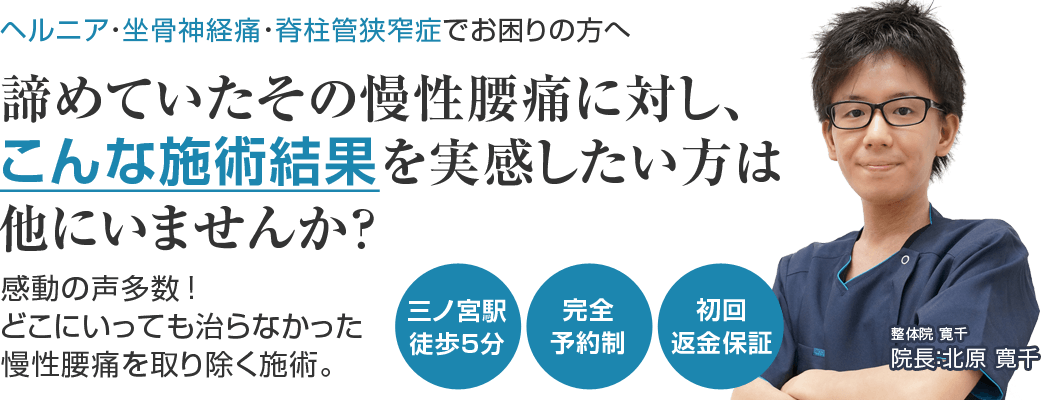 ヘルニア・坐骨神経痛・脊柱管狭窄症でお困りの方へ
諦めていたその慢性腰痛に対し、
こんな施術結果を実感したい方は
他にいませんか？
感動の声多数！
どこにいっても治らなかった
慢性腰痛を取り除く施術。
三ノ宮駅
徒歩5分
完全
予約制
初回
返金保証
整体院 寛千
院長：北原 寛千